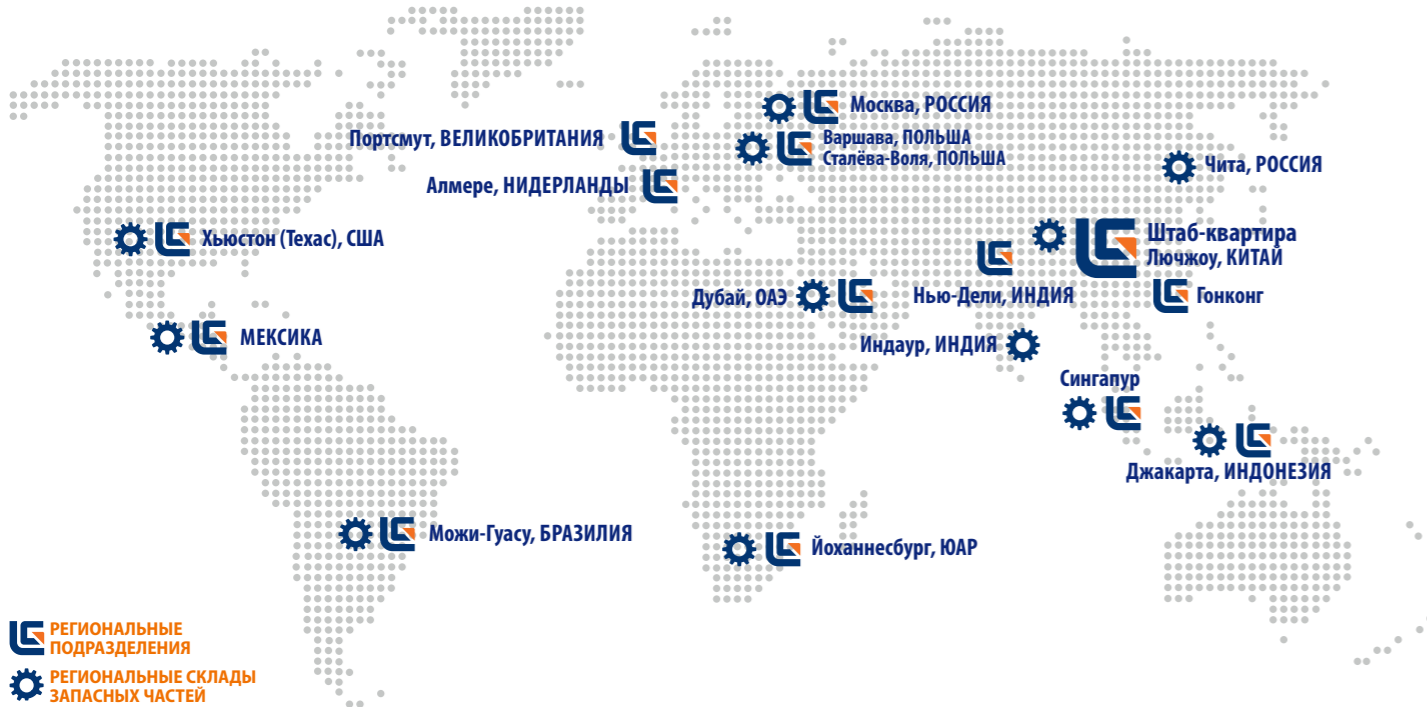 Москва, РОССИЯ
Портсмут, ВЕЛИКОБРИТАНИЯ
Варшава, ПОЛЬША
Сталёва-Воля, ПОЛЬША
Чита, РОССИЯ
Алмере, НИДЕРЛАНДЫ
Хьюстон (Техас), США
Штаб-квартира
Лючжоу, КИТАЙ
Дубай, ОАЭ
Нью-Дели, ИНДИЯ
Гонконг
МЕКСИКА
Индаур, ИНДИЯ
Сингапур
Джакарта, ИНДОНЕЗИЯ
Можи-Гуасу, БРАЗИЛИЯ
Йоханнесбург, ЮАР
РЕГИОНАЛЬНЫЕ
ПОДРАЗДЕЛЕНИЯ
РЕГИОНАЛЬНЫЕ СКЛАДЫ
ЗАПАСНЫХ ЧАСТЕЙ